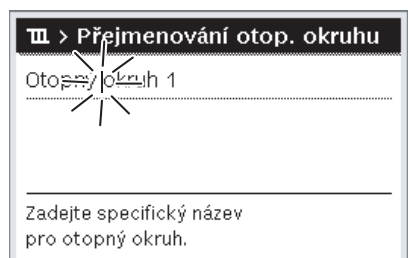 > Přejmenování otop. okruhu
Otopný okruh 1
Zadejte specifický název
pro otopný okruh.